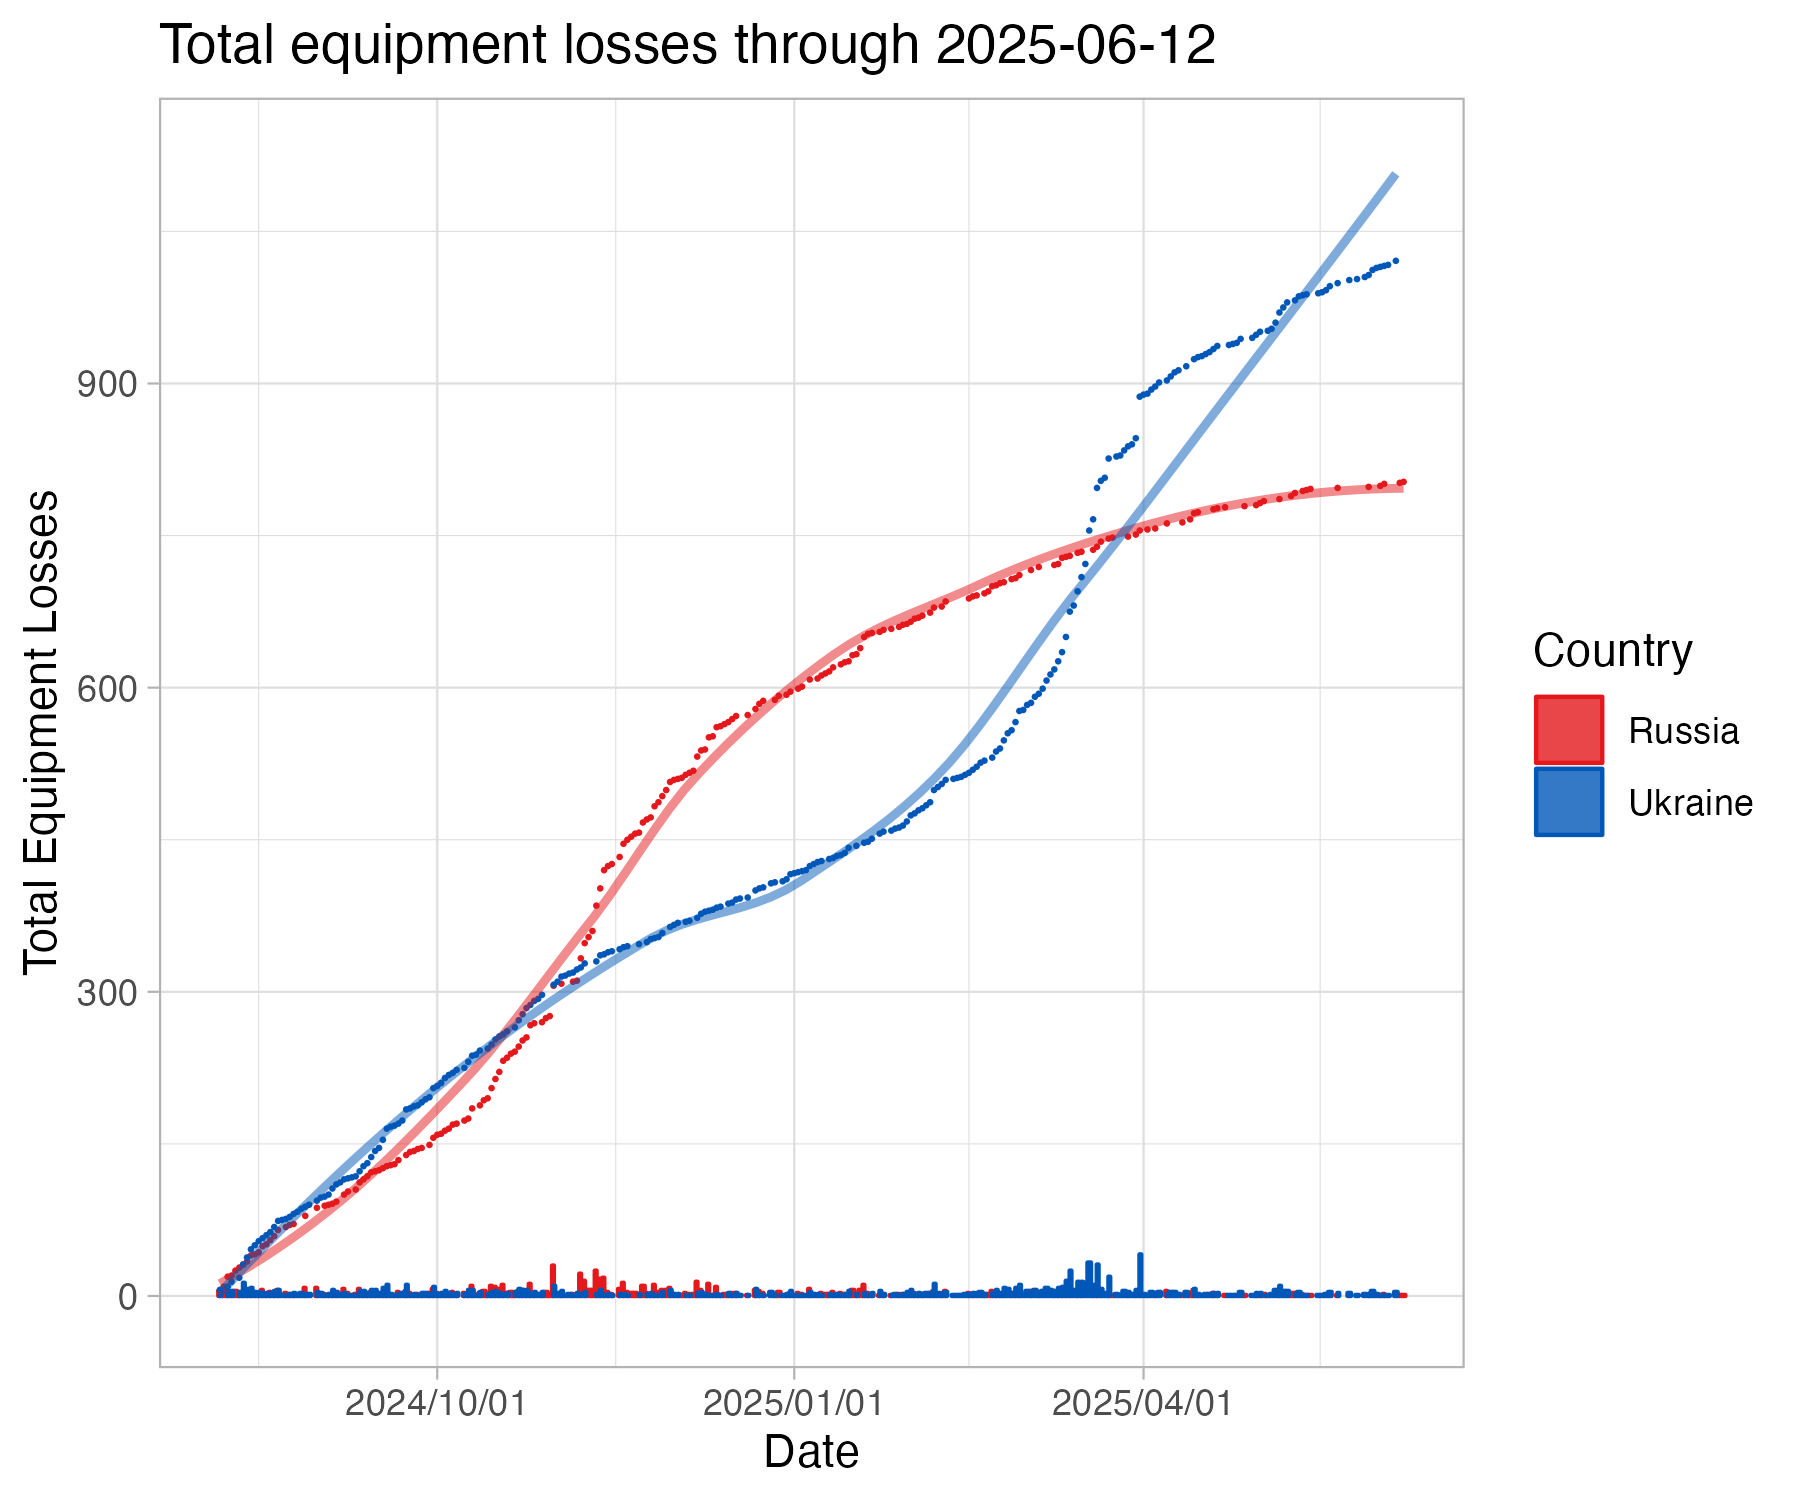 Total equipment losses through 2025-06-12
Total Equipment Losses
900
600
300
0
2024/10/01
2025/01/01
2025/04/01
Date
Country
Russia
Ukraine